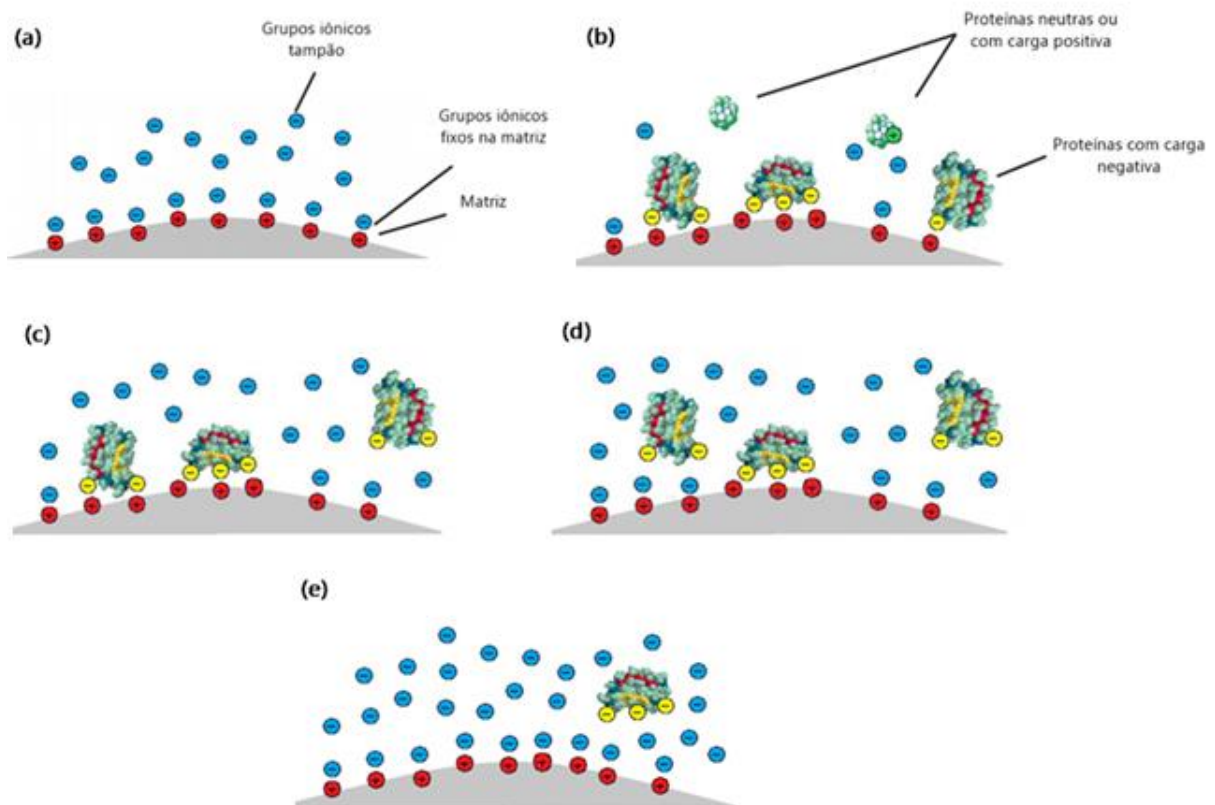 (a)
Grupos iônicos
tampão
Grupos iônicos
fixos na matriz
Matriz
(b)
Proteínas neutras ou
com carga positiva
Proteínas com carga
negativa
(c)
(d)
(e)